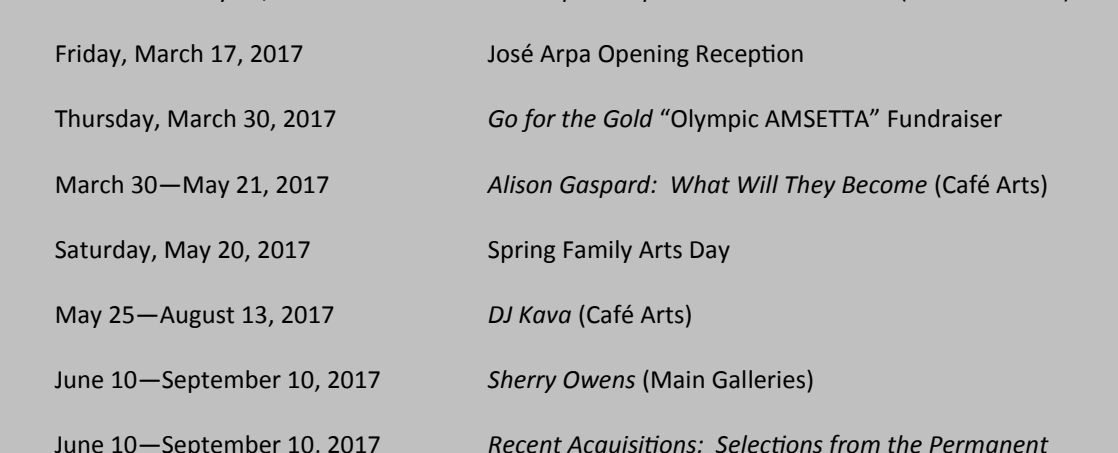 Friday, March 17, 2017 José Arpa Opening Reception
Thursday, March 30, 2017 Go for the Gold “Olympic AMSETTA” Fundraiser
March 30—May 21, 2017 Alison Gaspard:  What Will They Become (Café Arts)
Saturday, May 20, 2017 Spring Family Arts Day
May 25—August 13, 2017 DJ Kava (Café Arts)
June 10—September 10, 2017 Sherry Owens (Main Galleries)
June 10—September 10, 2017 Recent Acquisitions:  Selections from the Permanent